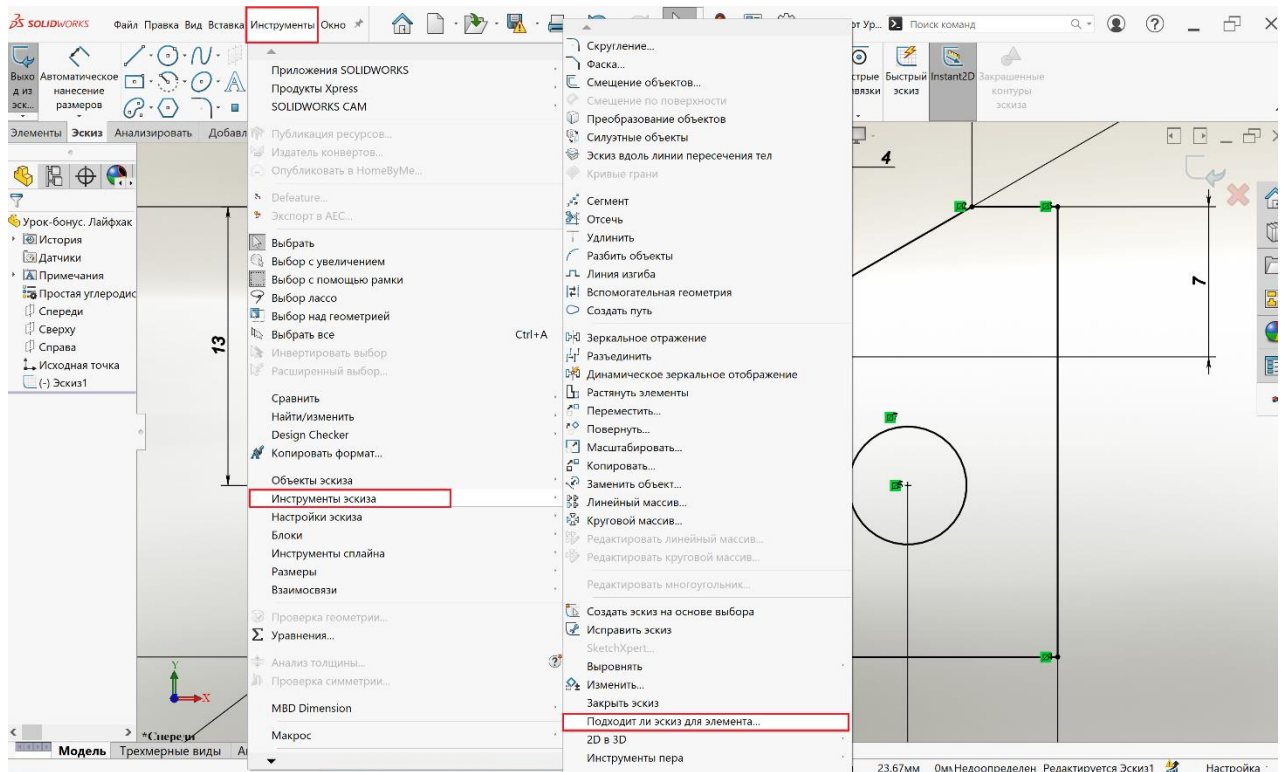 SOLIDWORKS
Файл Правка Вид Вставка Инструменты Окно
Поиск команд
Автоматическое нанесение размеров
Быстрый эскиз
Instant2D
Закрашенные контуры эскиза
Элементы Эскиз Анализировать
Урок-бонус. Лайфхак
История
Датчики
Примечания
Спереди
Сверху
Справа
Исходная точка
(-) Эскиз1
13
Y
X
*Спереди
Модель Трехмерные виды
Приложения SOLIDWORKS
Продукты Xpress
SOLIDWORKS CAM
Публикация ресурсов...
Издатель конвертов...
Опубликовать в HomeByMe...
Defeature...
Экспорт в AEC...
Выбрать
Выбор с увеличением
Выбор с помощью рамки
Выбор лассо
Выбор над геометрией
Выбрать все Ctrl+A
Инвертировать выбор
Расширенный выбор...
Сравнить
Найти/изменить
Design Checker
Копировать формат...
Объекты эскиза
Инструменты эскиза
Настройки эскиза
Блоки
Инструменты сплайна
Размеры
Взаимосвязи
Проверка геометрии...
Уравнения...
Анализ толщины...
Проверка симметрии...
MBD Dimension
Макрос
Скругление...
Фаска...
Смещение объектов...
Смещение по поверхности
Преобразование объектов
Силуэтные объекты
Эскиз вдоль линии пересечения тел
Кривые грани
Сегмент
Отсечь
Удлинить
Разбить объекты
Линия изгиба
Вспомогательная геометрия
Создать путь
Зеркальное отражение
Разъединить
Динамическое зеркальное отображение
Растянуть элементы
Переместить...
Повернуть...
Масштабировать...
Копировать...
Заменить объект...
Линейный массив...
Круговой массив...
Редактировать линейный массив...
Редактировать круговой массив...
Редактировать многоугольник...
Создать эскиз на основе выбора
Исправить эскиз
SketchXpert...
Выровнять
Изменить...
Закрыть эскиз
Подходит ли эскиз для элемента...
2D в 3D
Инструменты пера
4
7
23.67мм Недоопределен Редактируется Эскиз1 Настройка